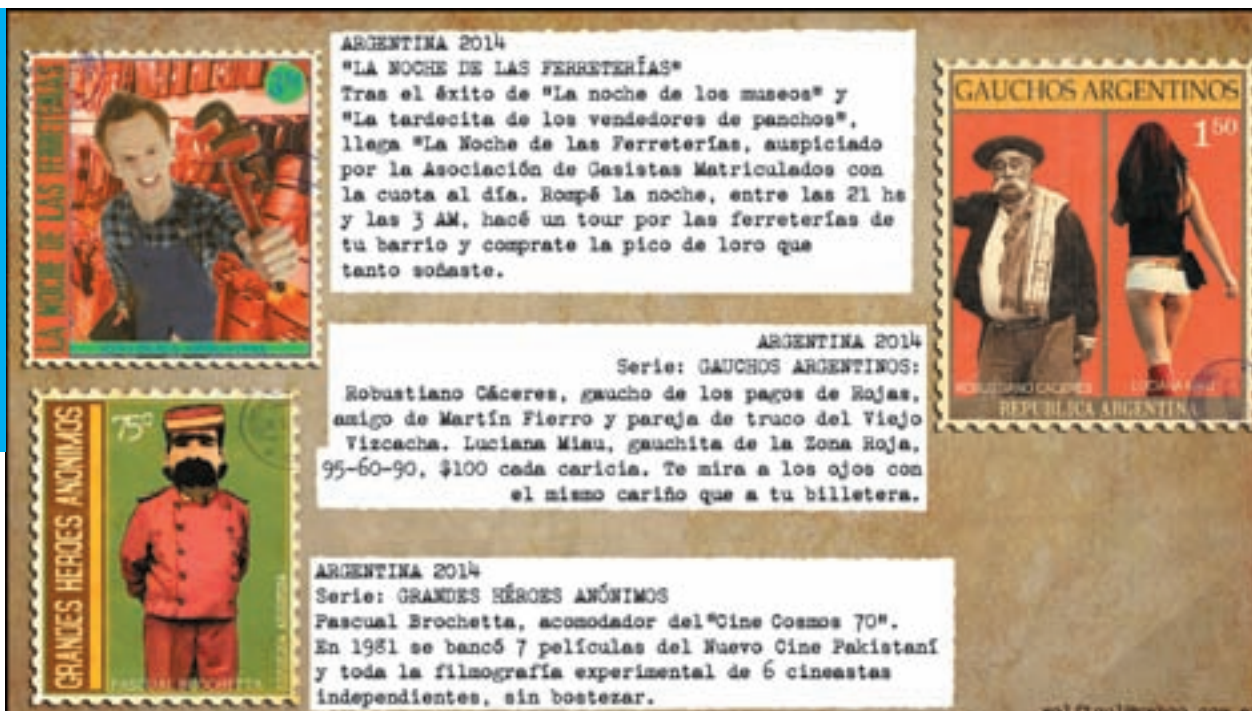 LA NOCHE DE LAS FERRETERIAS
ARGENTINA 2014
"LA NOCHE DE LAS FERRETERÍAS"
Tras el éxito de "La noche de los museos" y
"La tardecita de los vendedores de panchos",
llega "La Noche de las Ferreterías, auspiciado
por la Asociación de Gasistas Matriculados con
la cuota al día. Rompé la noche, entre las 21 hs
y las 3 AM, hacé un tour por las ferreterías de
tu barrio y comprate la pico de loro que
tanto soñaste.
GAUCHOS ARGENTINOS
1 50
ROBUSTIANO CACERES
LUCIANA
REPUBLICA ARGENTINA
ARGENTINA 2014
Serie: GAUCHOS ARGENTINOS:
Robustiano Cáceres, gaucho de los pagos de Rojas,
amigo de Martín Fierro y pareja de truco del Viejo
Vizcacha. Luciana Miau, gauchita de la Zona Roja,
95-60-90, $100 cada caricia. Te mira a los ojos con
el mismo cariño que a tu billetera.
GRANDES HEROES ANONIMOS
PASCUAL BROCHETTA
ARGENTINA 2014
Serie: GRANDES HÉROES ANÓNIMOS
Pascual Brochetta, acomodador del "Cine Cosmos 70".
En 1981 se bancó 7 películas del Nuevo Cine Pakistaní
y toda la filmografía experimental de 6 cineastas
independientes, sin bostezar.